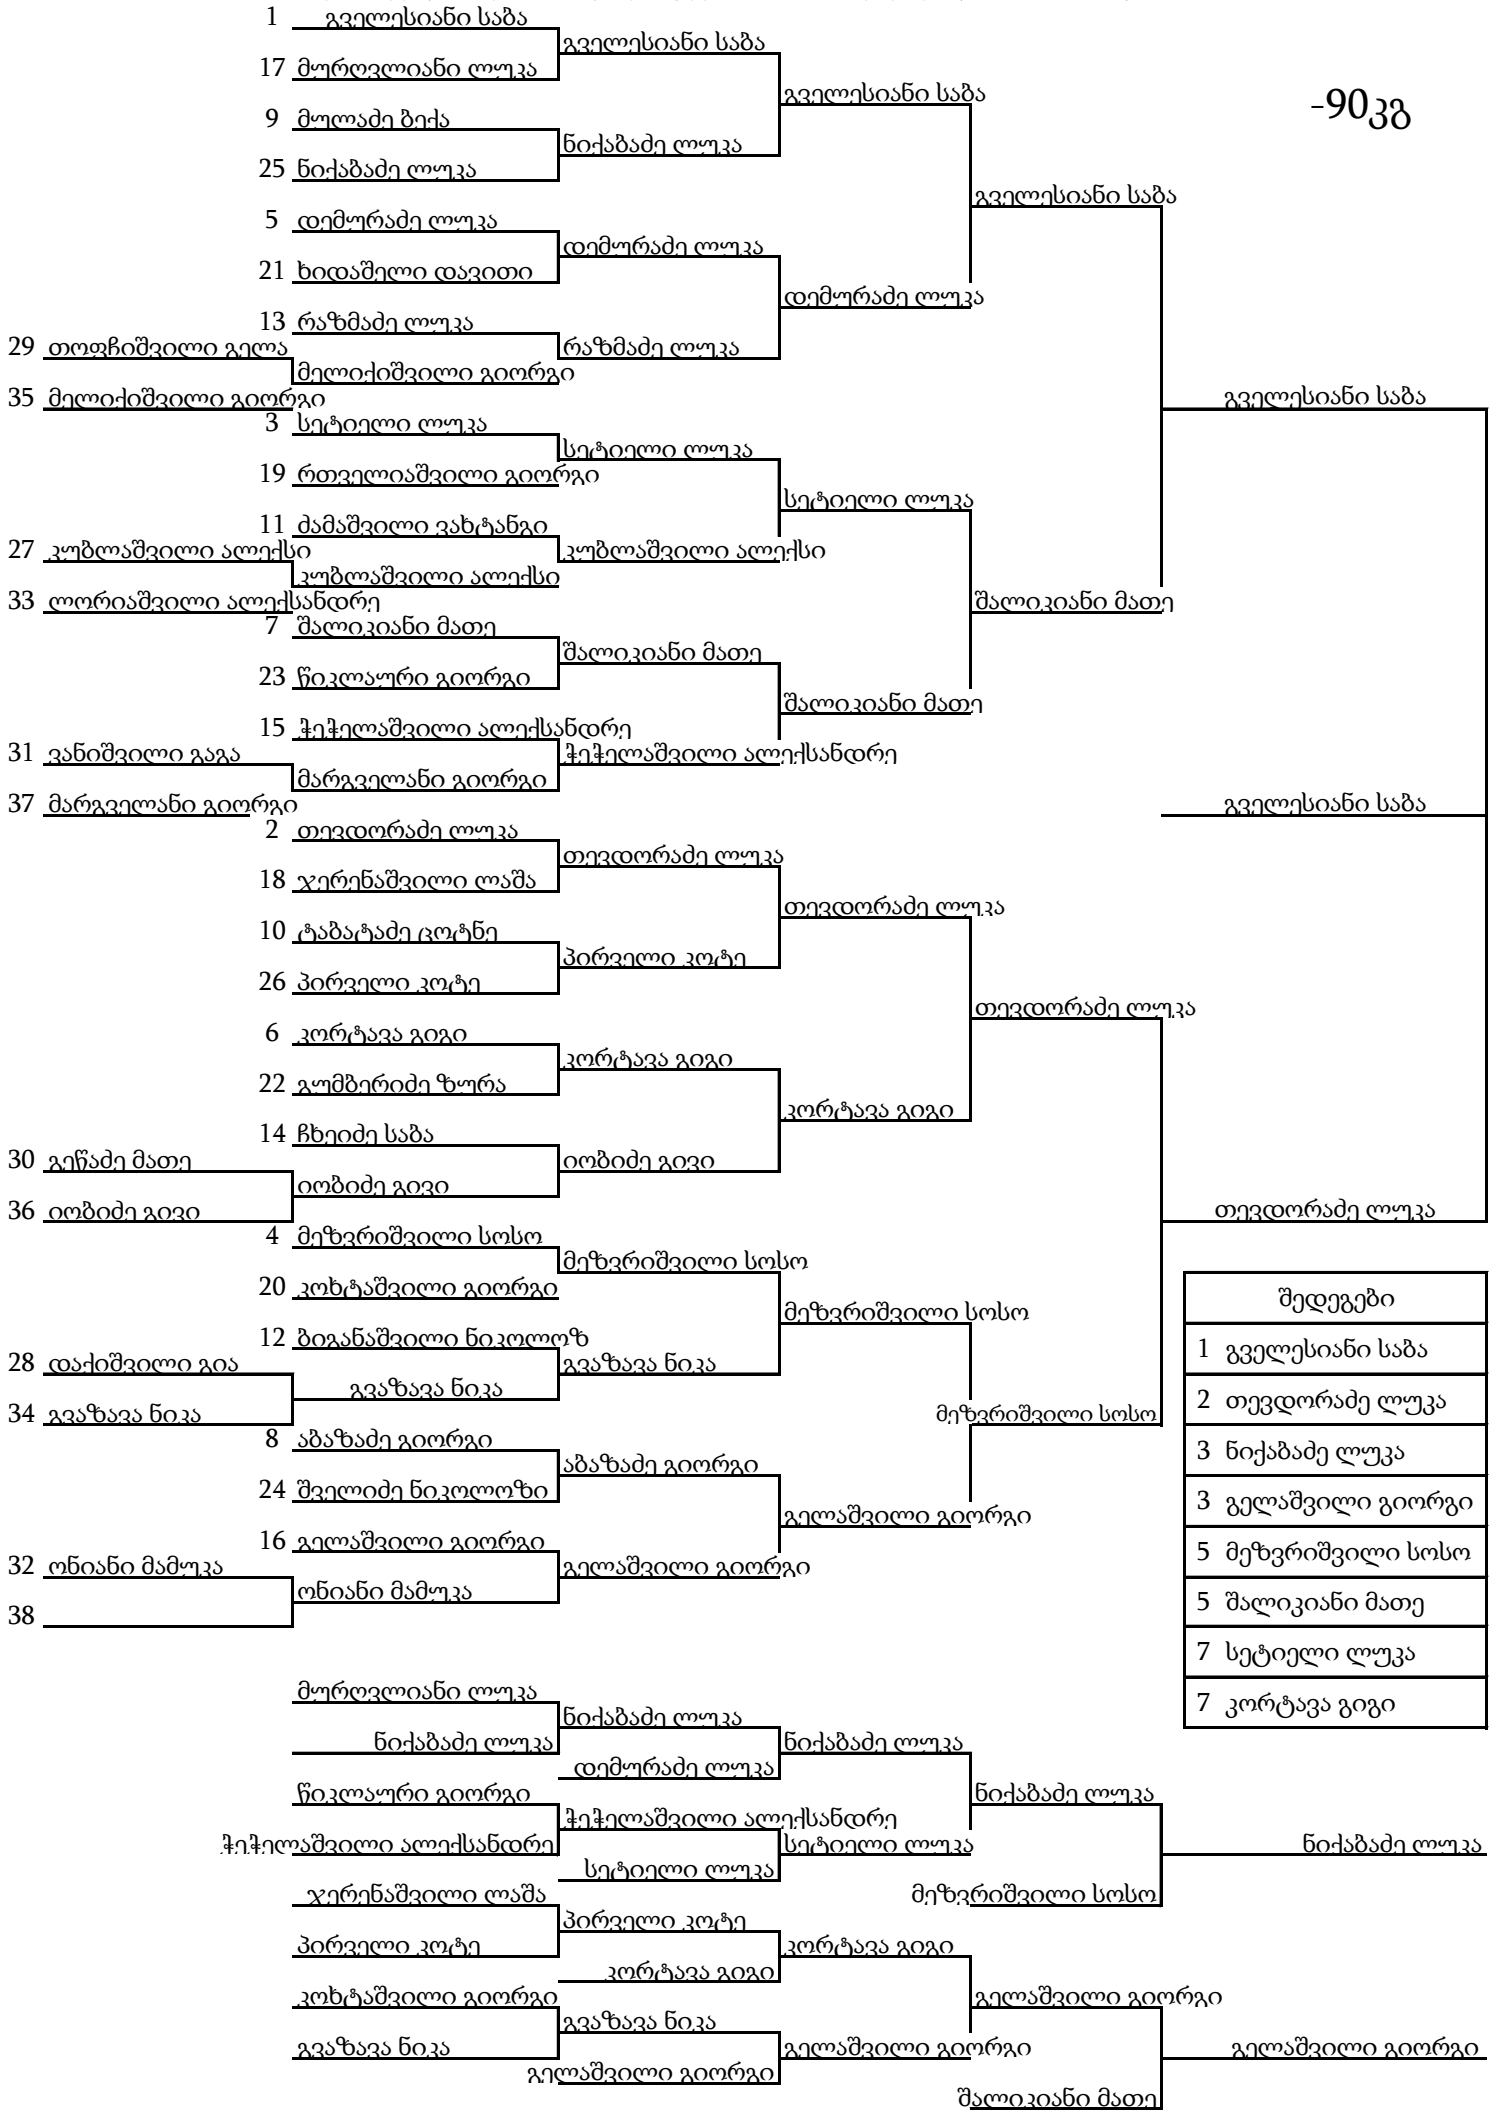 1 გველესიანი საბა
გველესიანი საბა
17 მურღვლიანი ლუკა
გველესიანი საბა
-90კგ
9 მულაძე ბექა
ნიქაბაძე ლუკა
25 ნიქაბაძე ლუკა
გველესიანი საბა
5 დემურაძე ლუკა
დემურაძე ლუკა
21 ხიდაშელი დავითი
დემურაძე ლუკა
13 რაზმაძე ლუკა
29 თოფჩიშვილი გელა
რაზმაძე ლუკა
მელიქიშვილი გიორგი
35 მელიქიშვილი გიორგი
გველესიანი საბა
3 სეტიელი ლუკა
სეტიელი ლუკა
19 რთველიაშვილი გიორგი
სეტიელი ლუკა
11 ძამაშვილი ვახტანგი
27 კუბლაშვილი ალექსი
კუბლაშვილი ალექსი
კუბლაშვილი ალექსი
33 ლორიაშვილი ალექსანდრე
შალიკიანი მათე
7 შალიკიანი მათე
შალიკიანი მათე
23 წიკლაური გიორგი
შალიკიანი მათე
15 ჭეჭელაშვილი ალექსანდრე
31 ვანიშვილი გაგა
ჭეჭელაშვილი ალექსანდრე
მარგველანი გიორგი
37 მარგველანი გიორგი
გველესიანი საბა
2 თევდორაძე ლუკა
თევდორაძე ლუკა
18 ჯერენაშვილი ლაშა
თევდორაძე ლუკა
10 ტაბატაძე ცოტნე
პირველი კოტე
26 პირველი კოტე
თევდორაძე ლუკა
6 კორტავა გიგი
კორტავა გიგი
22 გუმბერიძე ზურა
კორტავა გიგი
14 ჩხეიძე საბა
30 გეწაძე მათე
იობიძე გივი
იობიძე გივი
36 იობიძე გივი
თევდორაძე ლუკა
4 მეზვრიშვილი სოსო
მეზვრიშვილი სოსო
20 კოხტაშვილი გიორგი
შედეგები
მეზვრიშვილი სოსო
12 ბიგანაშვილი ნიკოლოზ
1 გველესიანი საბა
28 დაქიშვილი გია
გვაზავა ნიკა
გვაზავა ნიკა
2 თევდორაძე ლუკა
34 გვაზავა ნიკა
მეზვრიშვილი სოსო
8 აბაზაძე გიორგი
3 ნიქაბაძე ლუკა
აბაზაძე გიორგი
24 შველიძე ნიკოლოზი
3 გელაშვილი გიორგი
გელაშვილი გიორგი
16 გელაშვილი გიორგი
5 მეზვრიშვილი სოსო
32 ონიანი მამუკა
გელაშვილი გიორგი
ონიანი მამუკა
5 შალიკიანი მათე
38
7 სეტიელი ლუკა
მურღვლიანი ლუკა
7 კორტავა გიგი
ნიქაბაძე ლუკა
ნიქაბაძე ლუკა
ნიქაბაძე ლუკა
დემურაძე ლუკა
წიკლაური გიორგი
ნიქაბაძე ლუკა
ჭეჭელაშვილი ალექსანდრე
ჭეჭელაშვილი ალექსანდრე
სეტიელი ლუკა
ნიქაბაძე ლუკა
სეტიელი ლუკა
ჯერენაშვილი ლაშა
მეზვრიშვილი სოსო
პირველი კოტე
პირველი კოტე
კორტავა გიგი
კორტავა გიგი
კოხტაშვილი გიორგი
გელაშვილი გიორგი
გვაზავა ნიკა
გვაზავა ნიკა
გელაშვილი გიორგი
გელაშვილი გიორგი
გელაშვილი გიორგი
შალიკიანი მათე